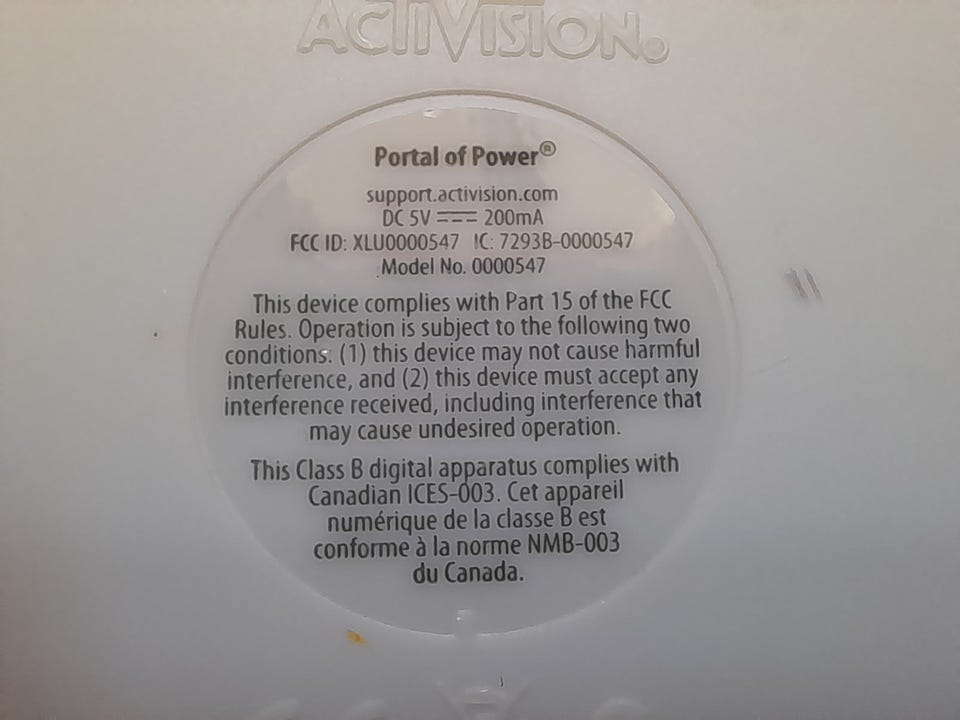 ACTIVISION®
Portal of Power®
support.activision.com
DC 5V ⎓ 200mA
FCC ID: XLU0000547 IC: 7293B-0000547
Model No. 0000547
This device complies with Part 15 of the FCC
Rules. Operation is subject to the following two
conditions: (1) this device may not cause harmful
interference, and (2) this device must accept any
interference received, including interference that
may cause undesired operation.
This Class B digital apparatus complies with
Canadian ICES-003. Cet appareil
numérique de la classe B est
conforme à la norme NMB-003
du Canada.